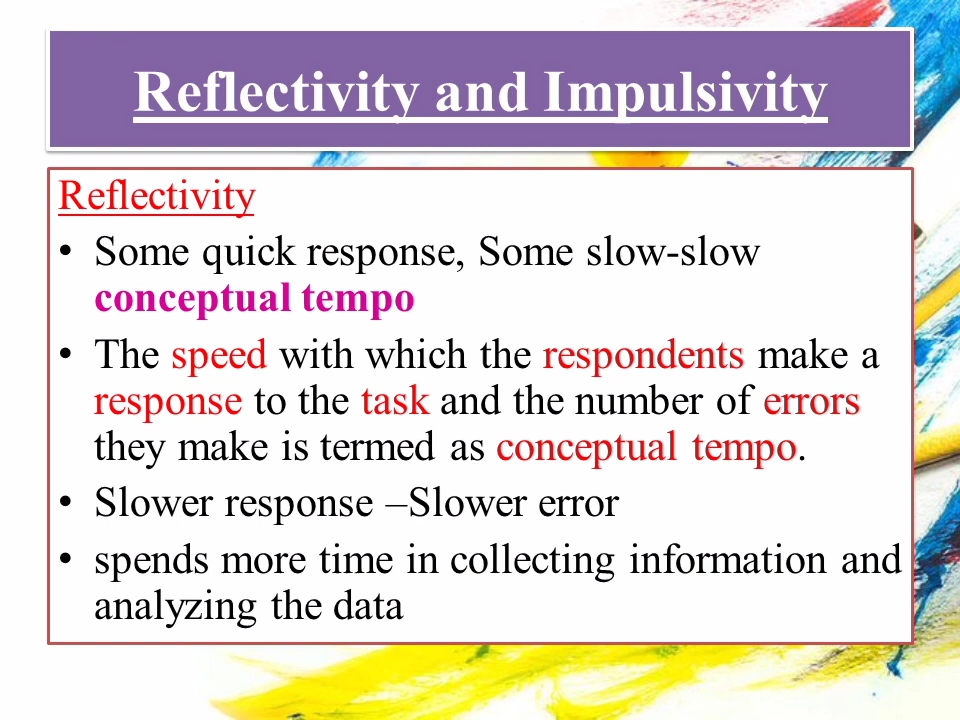 Reflectivity and Impulsivity
Reflectivity
• Some quick response, Some slow-slow
conceptual tempo
• The speed with which the respondents make a
response to the task and the number of errors
they make is termed as conceptual tempo.
• Slower response –Slower error
• spends more time in collecting information and
analyzing the data